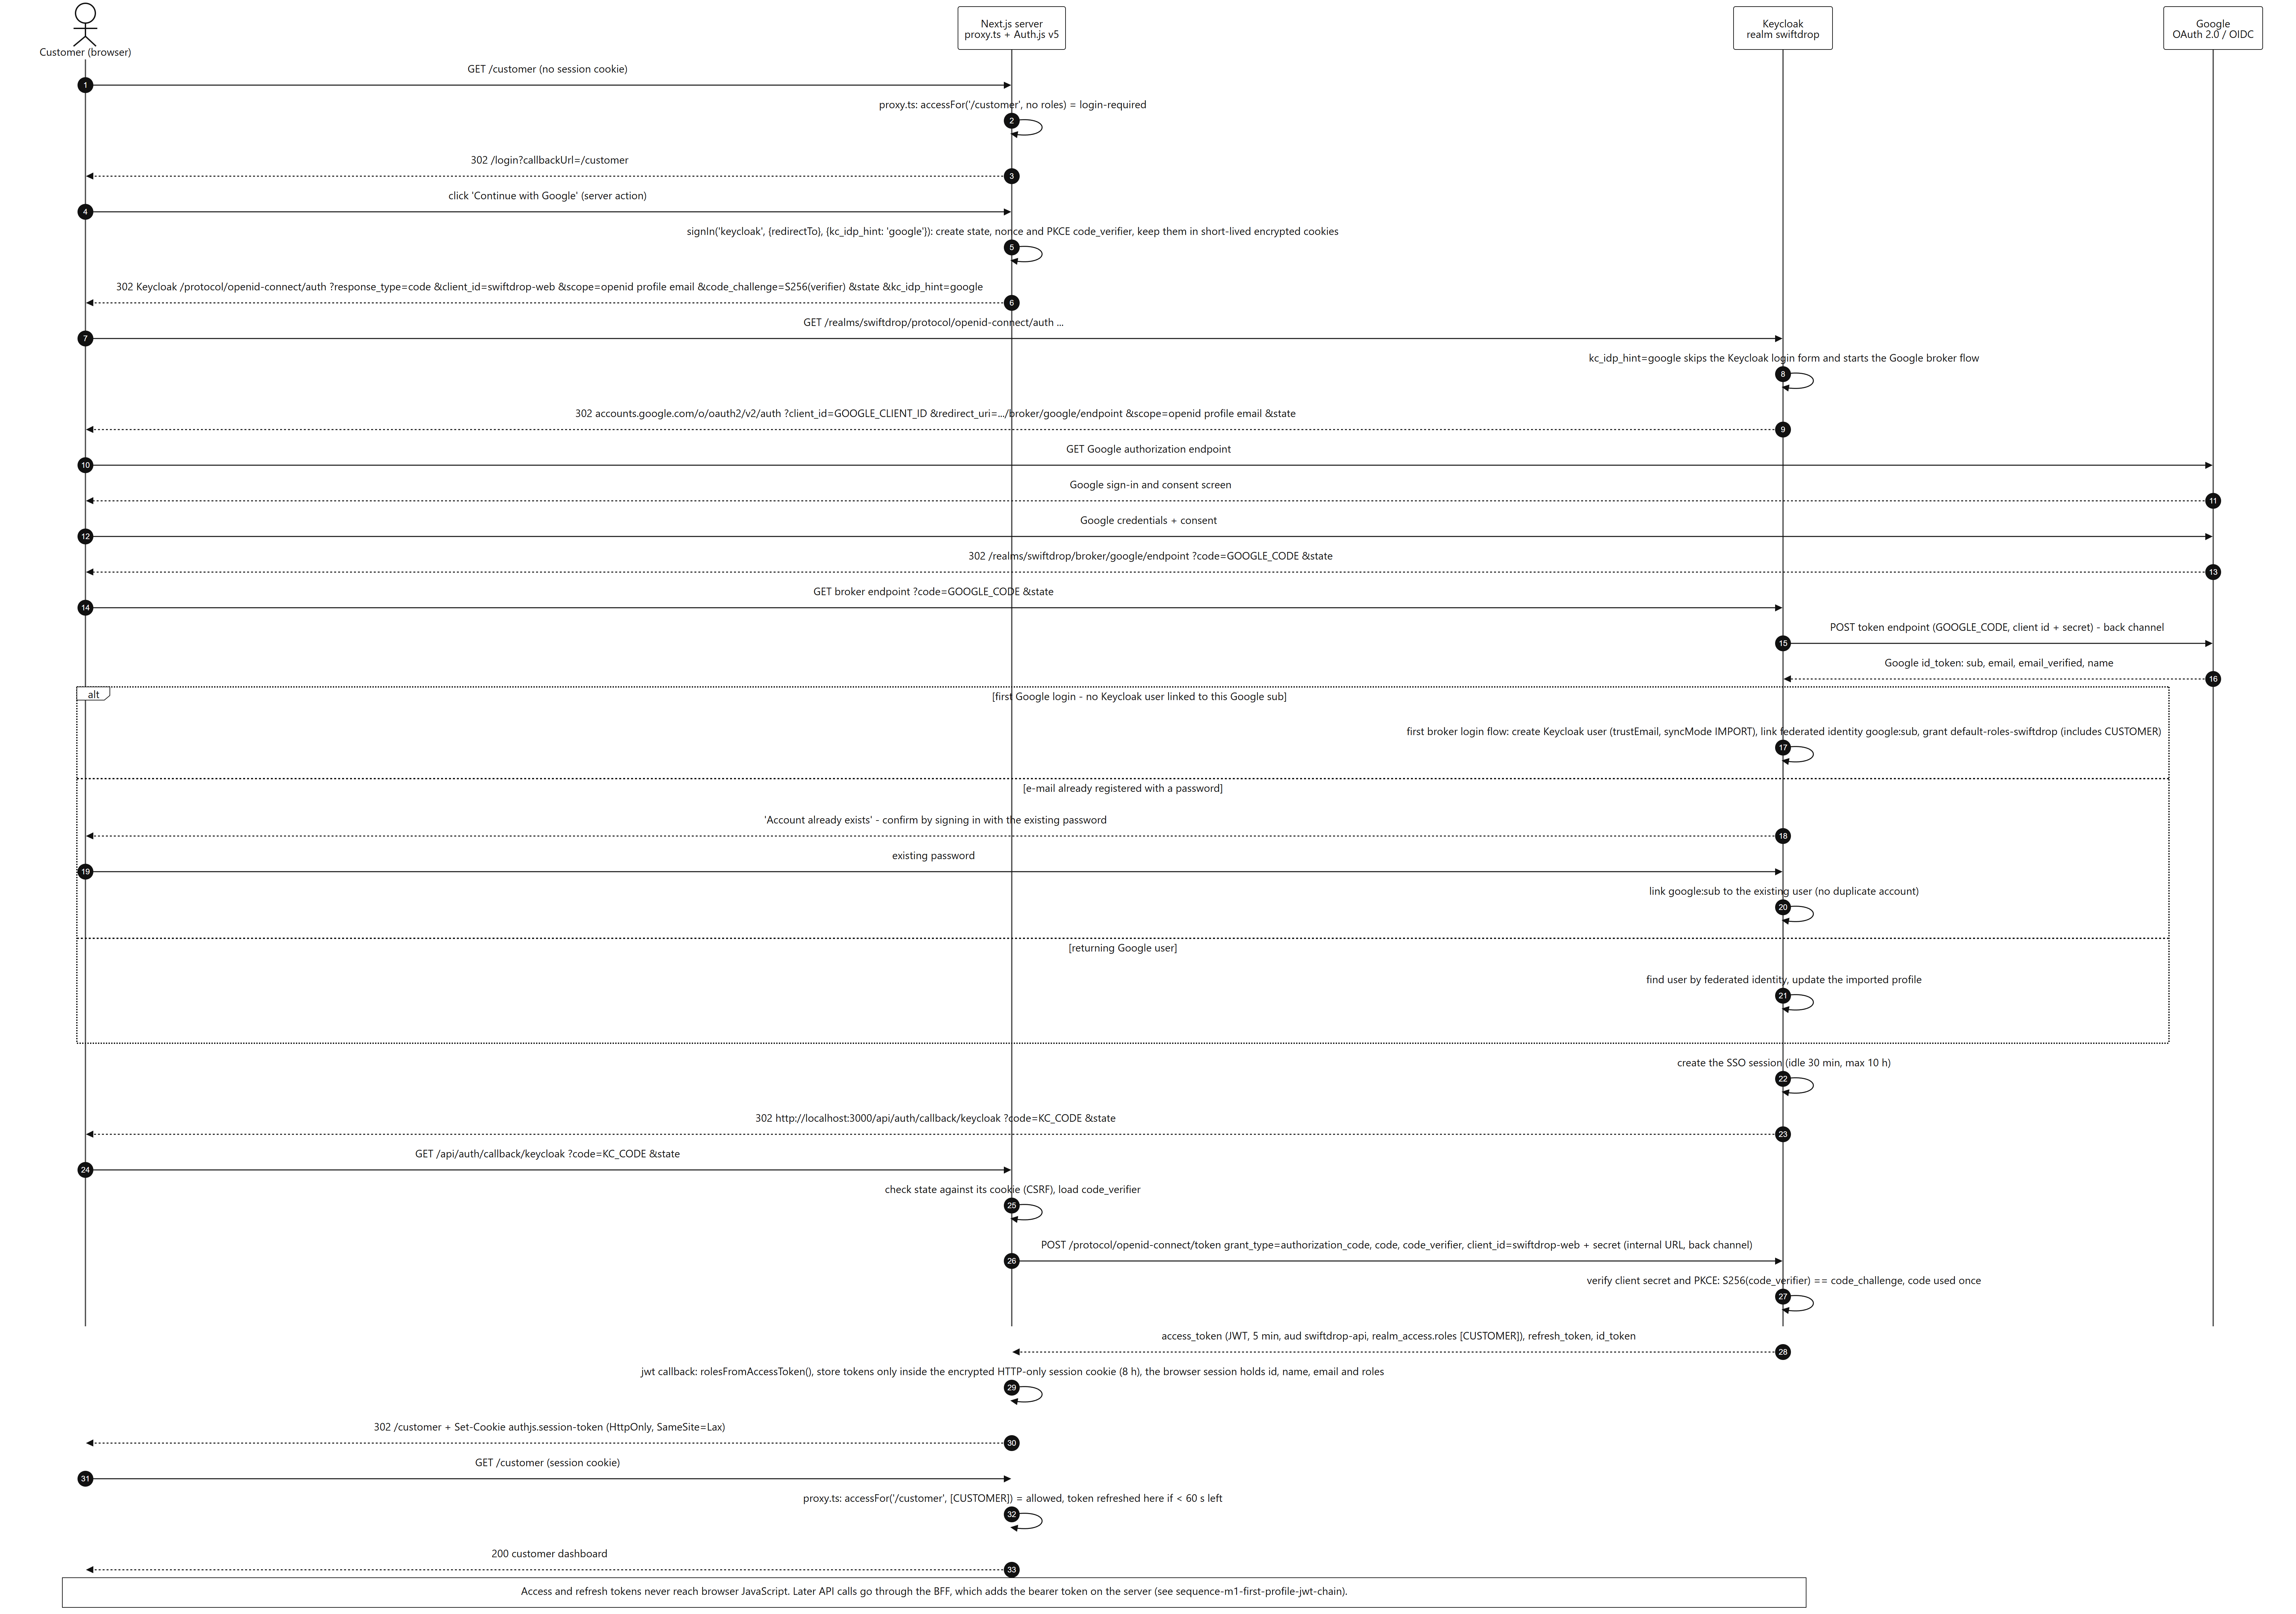 Customer (browser)
Next.js server
proxy.ts + Auth.js v5
Keycloak
realm swiftdrop
Google
OAuth 2.0 / OIDC
GET /customer (no session cookie)
1
proxy.ts: accessFor('/customer', no roles) = login-required
2
302 /login?callbackUrl=/customer
3
click 'Continue with Google' (server action)
4
signIn('keycloak', {redirectTo}, {kc_idp_hint: 'google'}): create state, nonce and PKCE code_verifier, keep them in short-lived encrypted cookies
5
302 Keycloak /protocol/openid-connect/auth ?response_type=code &client_id=swiftdrop-web &scope=openid profile email &code_challenge=S256(verifier) &state &kc_idp_hint=google
6
GET /realms/swiftdrop/protocol/openid-connect/auth ...
7
kc_idp_hint=google skips the Keycloak login form and starts the Google broker flow
8
302 accounts.google.com/o/oauth2/v2/auth ?client_id=GOOGLE_CLIENT_ID &redirect_uri=.../broker/google/endpoint &scope=openid profile email &state
9
GET Google authorization endpoint
10
Google sign-in and consent screen
11
Google credentials + consent
12
302 /realms/swiftdrop/broker/google/endpoint ?code=GOOGLE_CODE &state
13
GET broker endpoint ?code=GOOGLE_CODE &state
14
POST token endpoint (GOOGLE_CODE, client id + secret) - back channel
15
Google id_token: sub, email, email_verified, name
16
alt
[first Google login - no Keycloak user linked to this Google sub]
first broker login flow: create Keycloak user (trustEmail, syncMode IMPORT), link federated identity google:sub, grant default-roles-swiftdrop (includes CUSTOMER)
17
[e-mail already registered with a password]
'Account already exists' - confirm by signing in with the existing password
18
existing password
19
link google:sub to the existing user (no duplicate account)
20
[returning Google user]
find user by federated identity, update the imported profile
21
create the SSO session (idle 30 min, max 10 h)
22
302 http://localhost:3000/api/auth/callback/keycloak ?code=KC_CODE &state
23
GET /api/auth/callback/keycloak ?code=KC_CODE &state
24
check state against its cookie (CSRF), load code_verifier
25
POST /protocol/openid-connect/token grant_type=authorization_code, code, code_verifier, client_id=swiftdrop-web + secret (internal URL, back channel)
26
verify client secret and PKCE: S256(code_verifier) == code_challenge, code used once
27
access_token (JWT, 5 min, aud swiftdrop-api, realm_access.roles [CUSTOMER]), refresh_token, id_token
28
jwt callback: rolesFromAccessToken(), store tokens only inside the encrypted HTTP-only session cookie (8 h), the browser session holds id, name, email and roles
29
302 /customer + Set-Cookie authjs.session-token (HttpOnly, SameSite=Lax)
30
GET /customer (session cookie)
31
proxy.ts: accessFor('/customer', [CUSTOMER]) = allowed, token refreshed here if < 60 s left
32
200 customer dashboard
33
Access and refresh tokens never reach browser JavaScript. Later API calls go through the BFF, which adds the bearer token on the server (see sequence-m1-first-profile-jwt-chain).